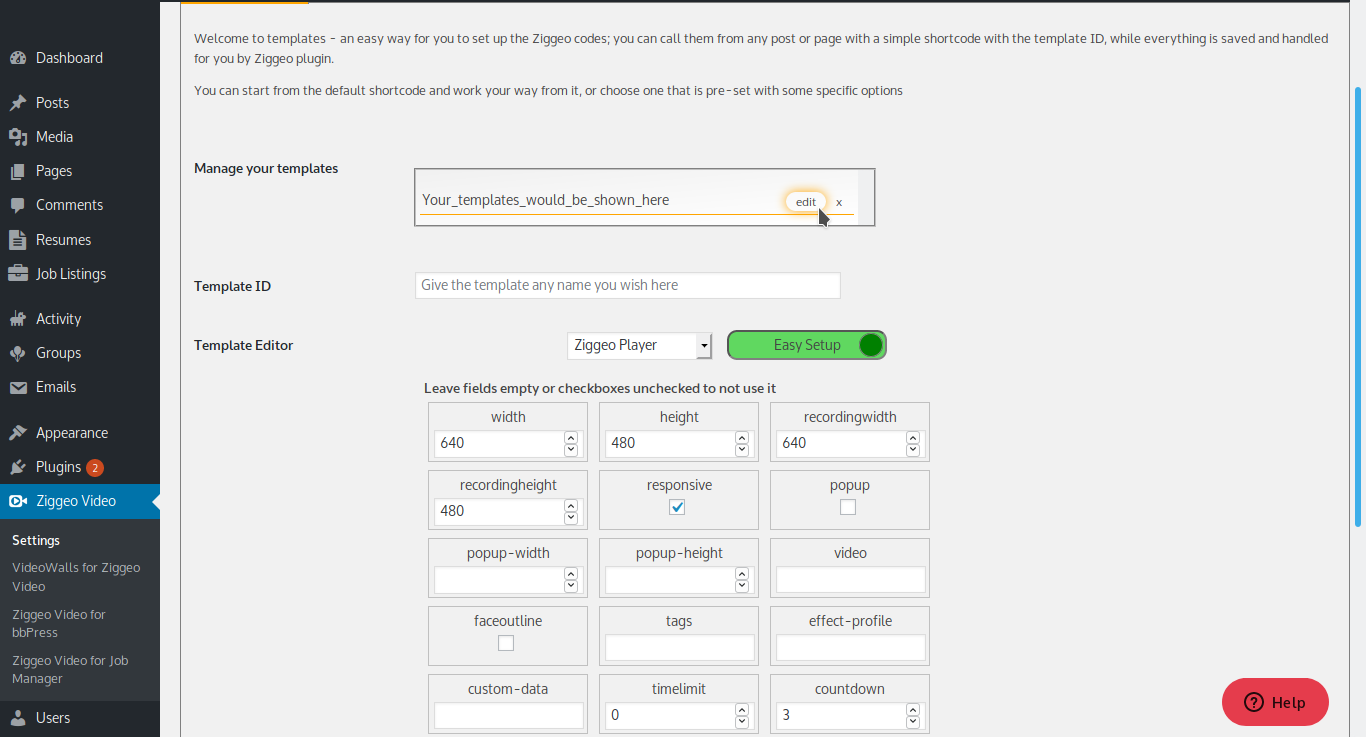 Welcome to templates - an easy way for you to set up the Ziggeo codes; you can call them from any post or page with a simple shortcode with the template ID, while everything is saved and handled
for you by Ziggeo plugin.
You can start from the default shortcode and work your way from it, or choose one that is pre-set with some specific options
Dashboard
Posts
Media
Pages
Comments
Resumes
Job Listings
Activity
Groups
Emails
Appearance
Plugins 2
Ziggeo Video
Settings
VideoWalls for Ziggeo
Video
Ziggeo Video for
bbPress
Ziggeo Video for Job
Manager
Users
Manage your templates
Your_templates_would_be_shown_here edit x
Template ID Give the template any name you wish here
Template Editor Ziggeo Player Easy Setup
Leave fields empty or checkboxes unchecked to not use it
width height recordingwidth
640 480 640
recordingheight responsive popup
480
popup-width popup-height video
faceoutline tags effect-profile
custom-data timelimit countdown
0 3
? Help